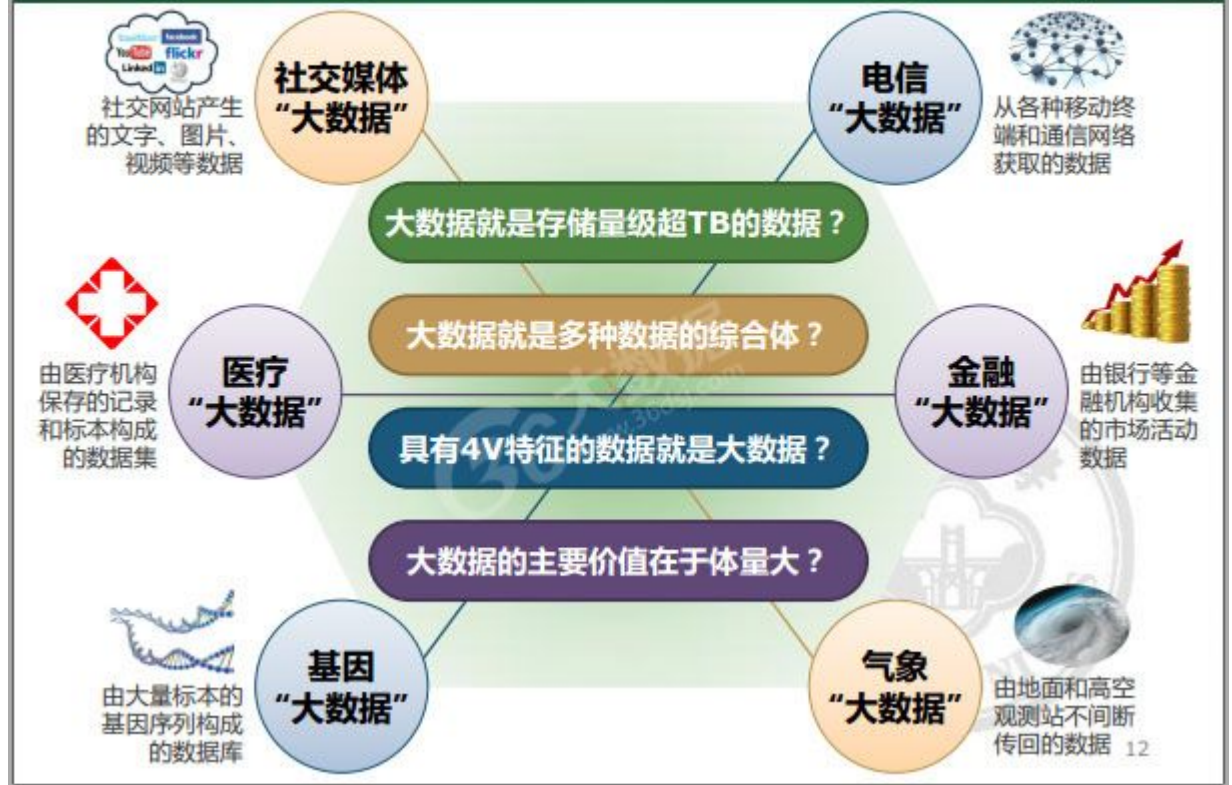 twitter facebook
YouTube flickr
Linked in
社交网站产生
的文字、图片、
视频等数据
社交媒体
“大数据”
电信
“大数据”
从各种移动终
端和通信网络
获取的数据
大数据就是存储量级超TB的数据？
大数据就是多种数据的综合体？
具有4V特征的数据就是大数据？
大数据的主要价值在于体量大？
由医疗机构
保存的记录
和标本构成
的数据集
医疗
“大数据”
金融
“大数据”
由银行等金
融机构收集
的市场活动
数据
36大数据
www.36dsj.com
由大量标本的
基因序列构成
的数据库
基因
“大数据”
气象
“大数据”
由地面和高空
观测站不间断
传回的数据
12